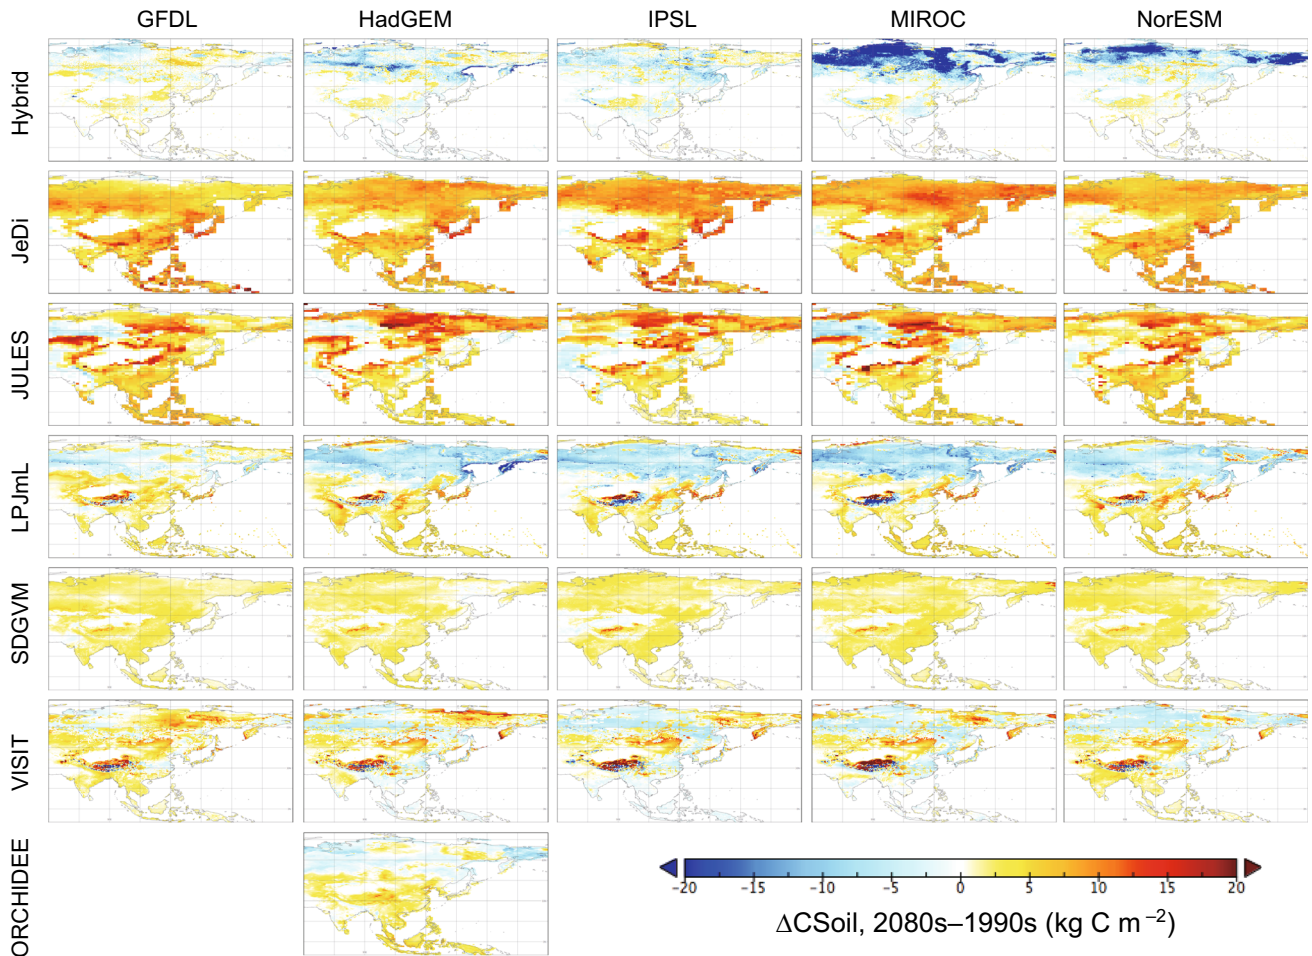 GFDL HadGEM IPSL MIROC NorESM
Hybrid
JeDi
JULES
LPJmL
SDGVM
VISIT
ORCHIDEE
−20 −15 −10 −5 0 5 10 15 20
ΔCSoil, 2080s–1990s (kg C m −2)